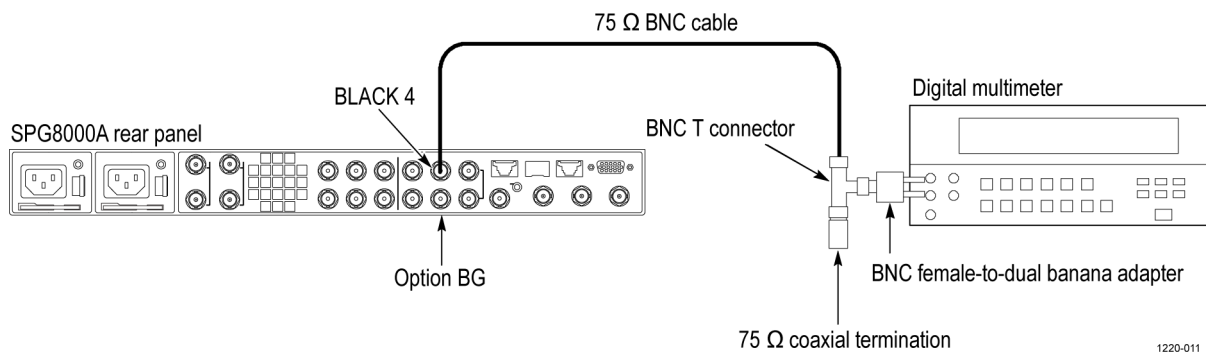 75 Ω BNC cable
Digital multimeter
BLACK 4
BNC T connector
SPG8000A rear panel
Option BG
BNC female-to-dual banana adapter
75 Ω coaxial termination
1220-011